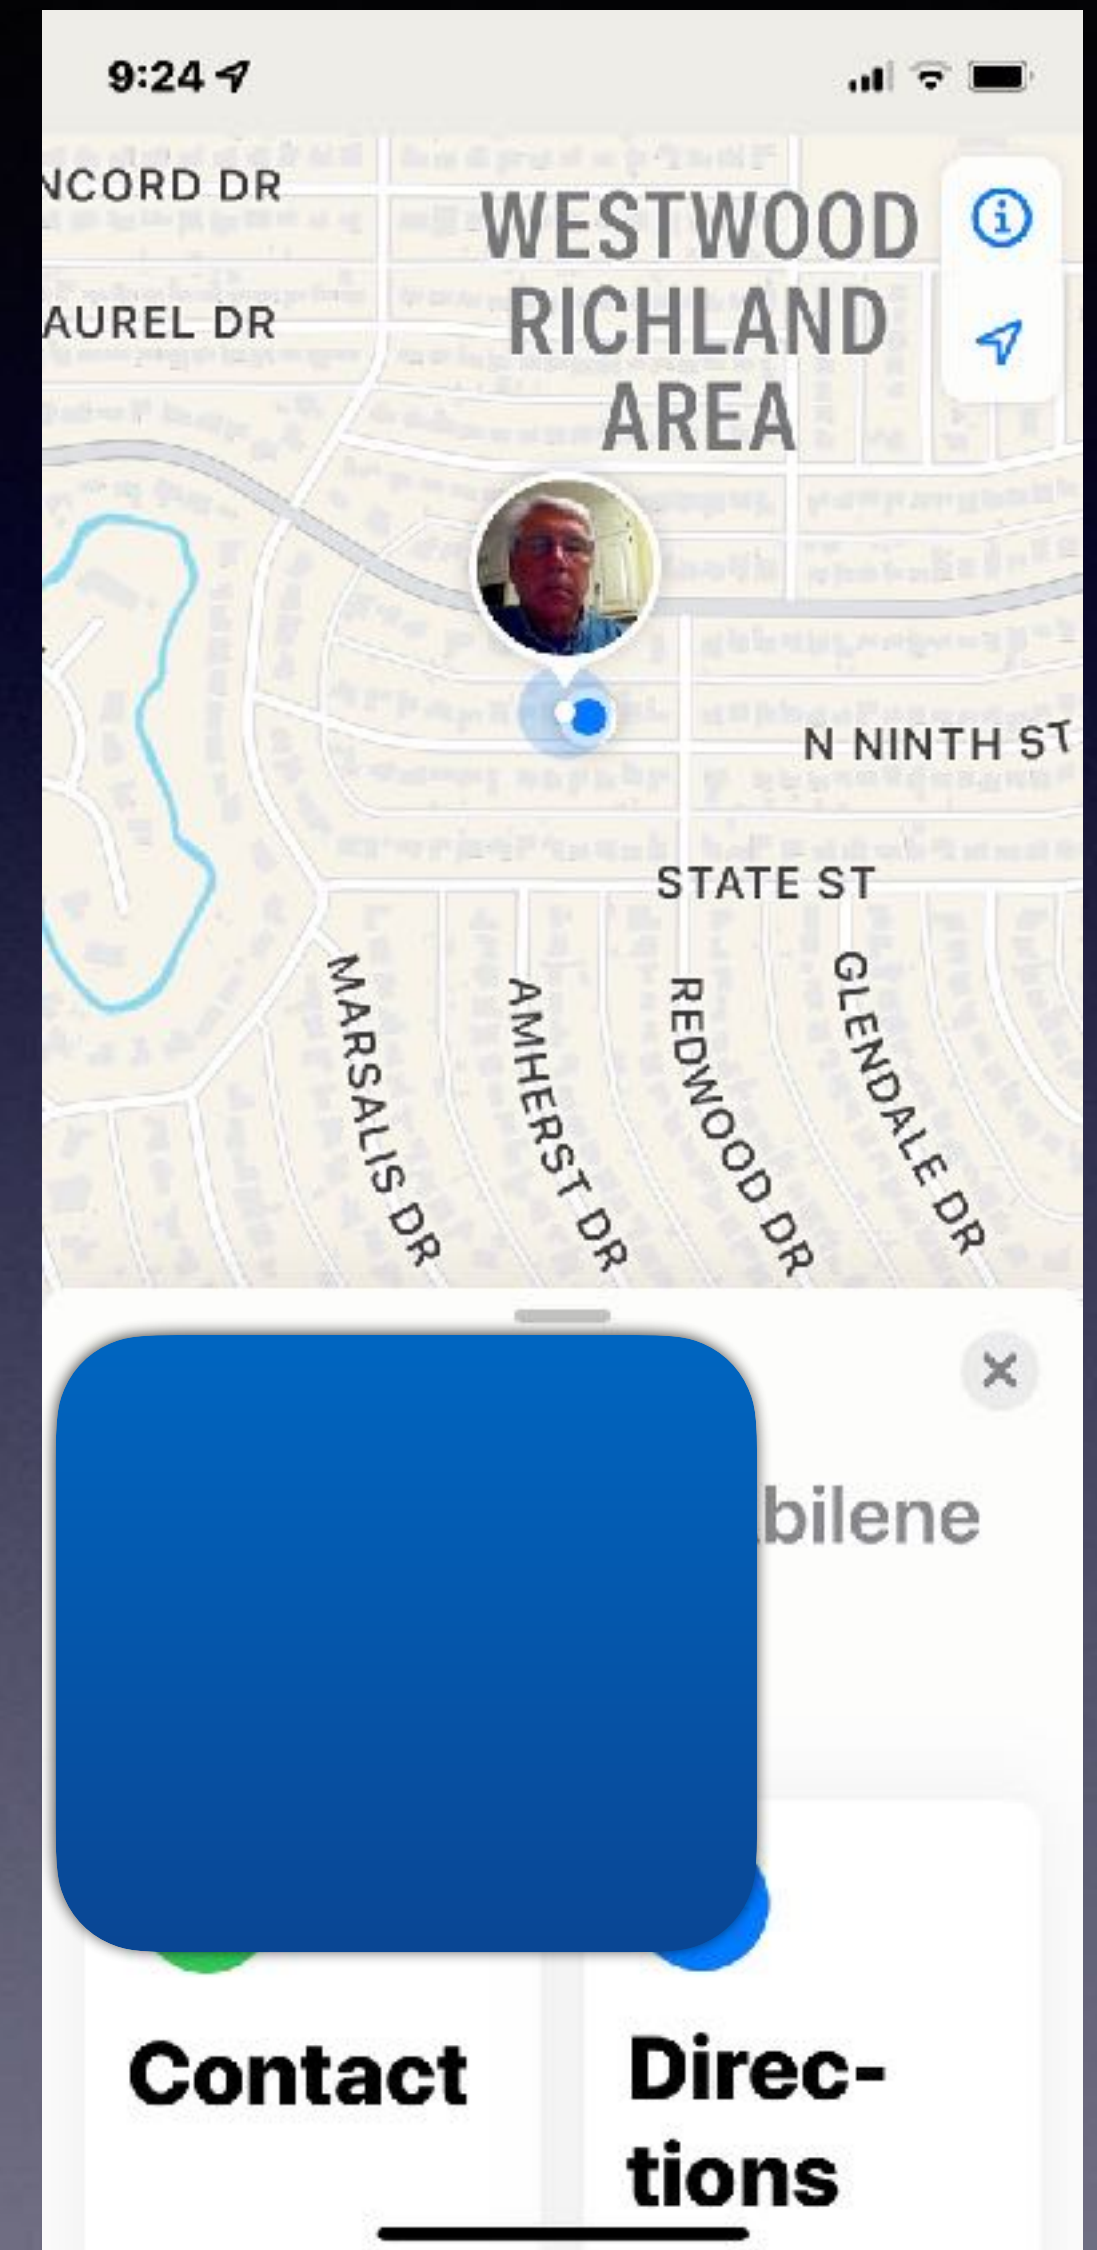 9:24
NCORD DR
WESTWOOD
RICHLAND
AREA
AUREL DR
N NINTH ST
STATE ST
MARSALIS DR
AMHERST DR
REDWOOD DR
GLENDALE DR
bilene
Contact
Direc-
tions